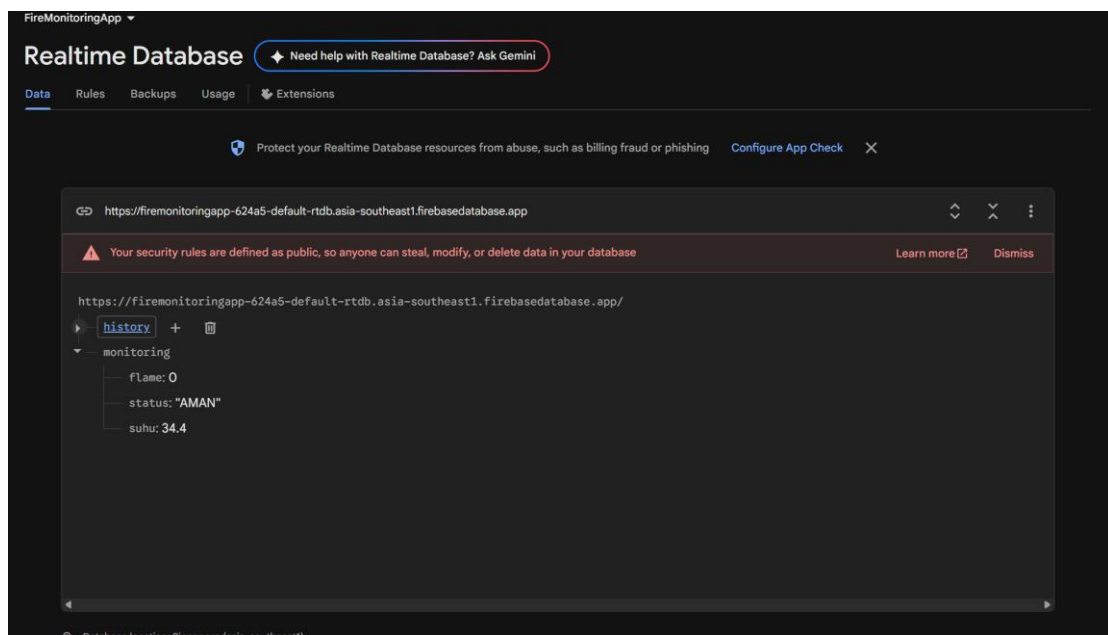 FireMonitoringApp
Realtime Database Need help with Realtime Database? Ask Gemini
Data Rules Backups Usage Extensions
Protect your Realtime Database resources from abuse, such as billing fraud or phishing Configure App Check
https://firemonitoringapp-624a5-default-rtdb.asia-southeast1.firebasedatabase.app
Your security rules are defined as public, so anyone can steal, modify, or delete data in your database Learn more Dismiss
https://firemonitoringapp-624a5-default-rtdb.asia-southeast1.firebasedatabase.app/
history
monitoring
flame: 0
status: "AMAN"
suhu: 34.4